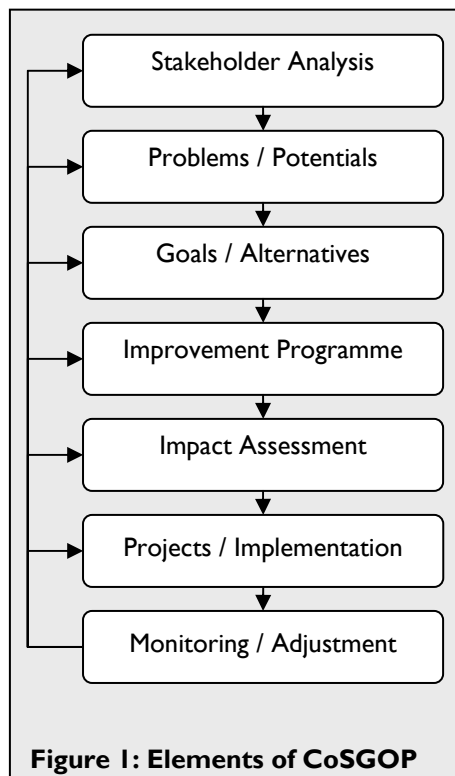 Stakeholder Analysis
Problems / Potentials
Goals / Alternatives
Improvement Programme
Impact Assessment
Projects / Implementation
Monitoring / Adjustment
Figure 1: Elements of CoSGOP